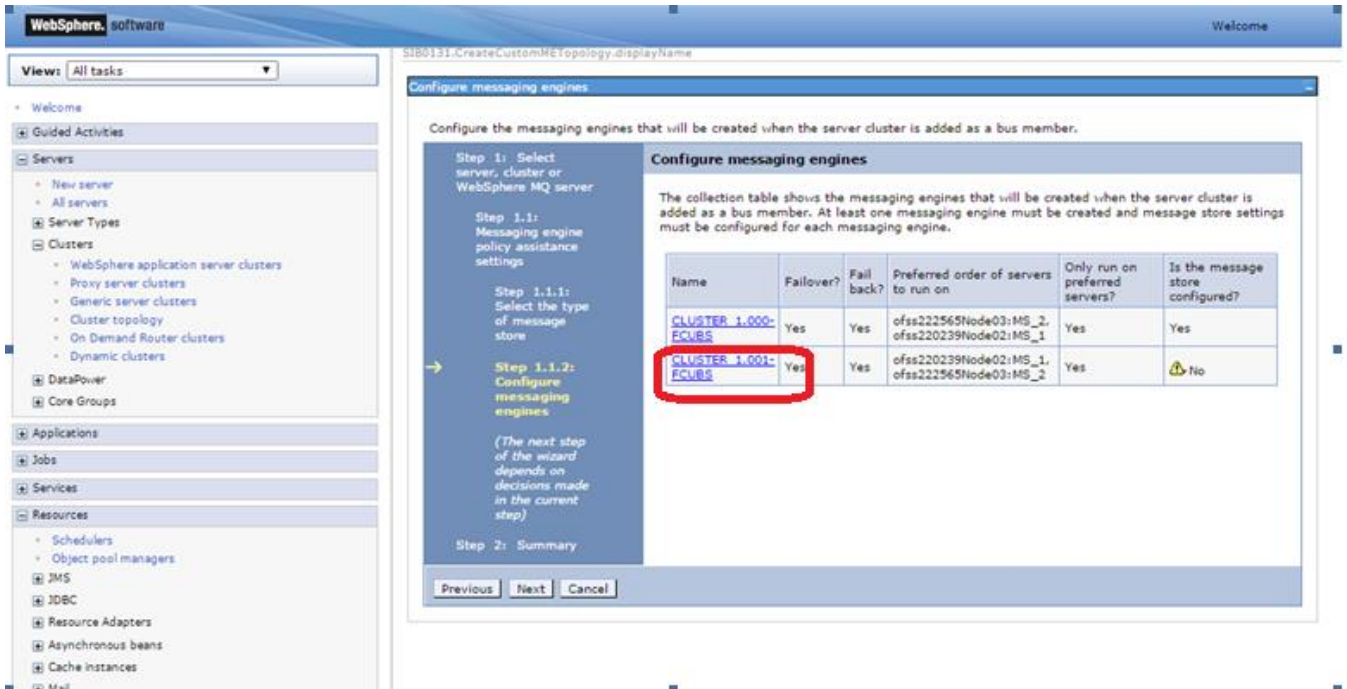 WebSphere. software
Welcome
View: All tasks
SIB0131.CreateCustomMETopology.displayName
Welcome
Guided Activities
Servers
New server
All servers
Server Types
Clusters
WebSphere application server clusters
Proxy server clusters
Generic server clusters
Cluster topology
On Demand Router clusters
Dynamic clusters
DataPower
Core Groups
Applications
Jobs
Services
Resources
Schedulers
Object pool managers
JMS
JDBC
Resource Adapters
Asynchronous beans
Cache instances
Mail
Configure messaging engines
Configure the messaging engines that will be created when the server cluster is added as a bus member.
Step 1: Select
server, cluster or
WebSphere MQ server
Step 1.1:
Messaging engine
policy assistance
settings
Step 1.1.1:
Select the type
of message
store
Step 1.1.2:
Configure
messaging
engines
(The next step
of the wizard
depends on
decisions made
in the current
step)
Step 2: Summary
Configure messaging engines
The collection table shows the messaging engines that will be created when the server cluster is
added as a bus member. At least one messaging engine must be created and message store settings
must be configured for each messaging engine.
Name
Failover?
Fail
back?
Preferred order of servers
to run on
Only run on
preferred
servers?
Is the message
store
configured?
CLUSTER_1.000-
FCUBS
Yes
Yes
ofss222565Node03:MS_2,
ofss220239Node02:MS_1
Yes
Yes
CLUSTER_1.001-
FCUBS
Yes
Yes
ofss220239Node02:MS_1,
ofss222565Node03:MS_2
Yes
No
Previous Next Cancel